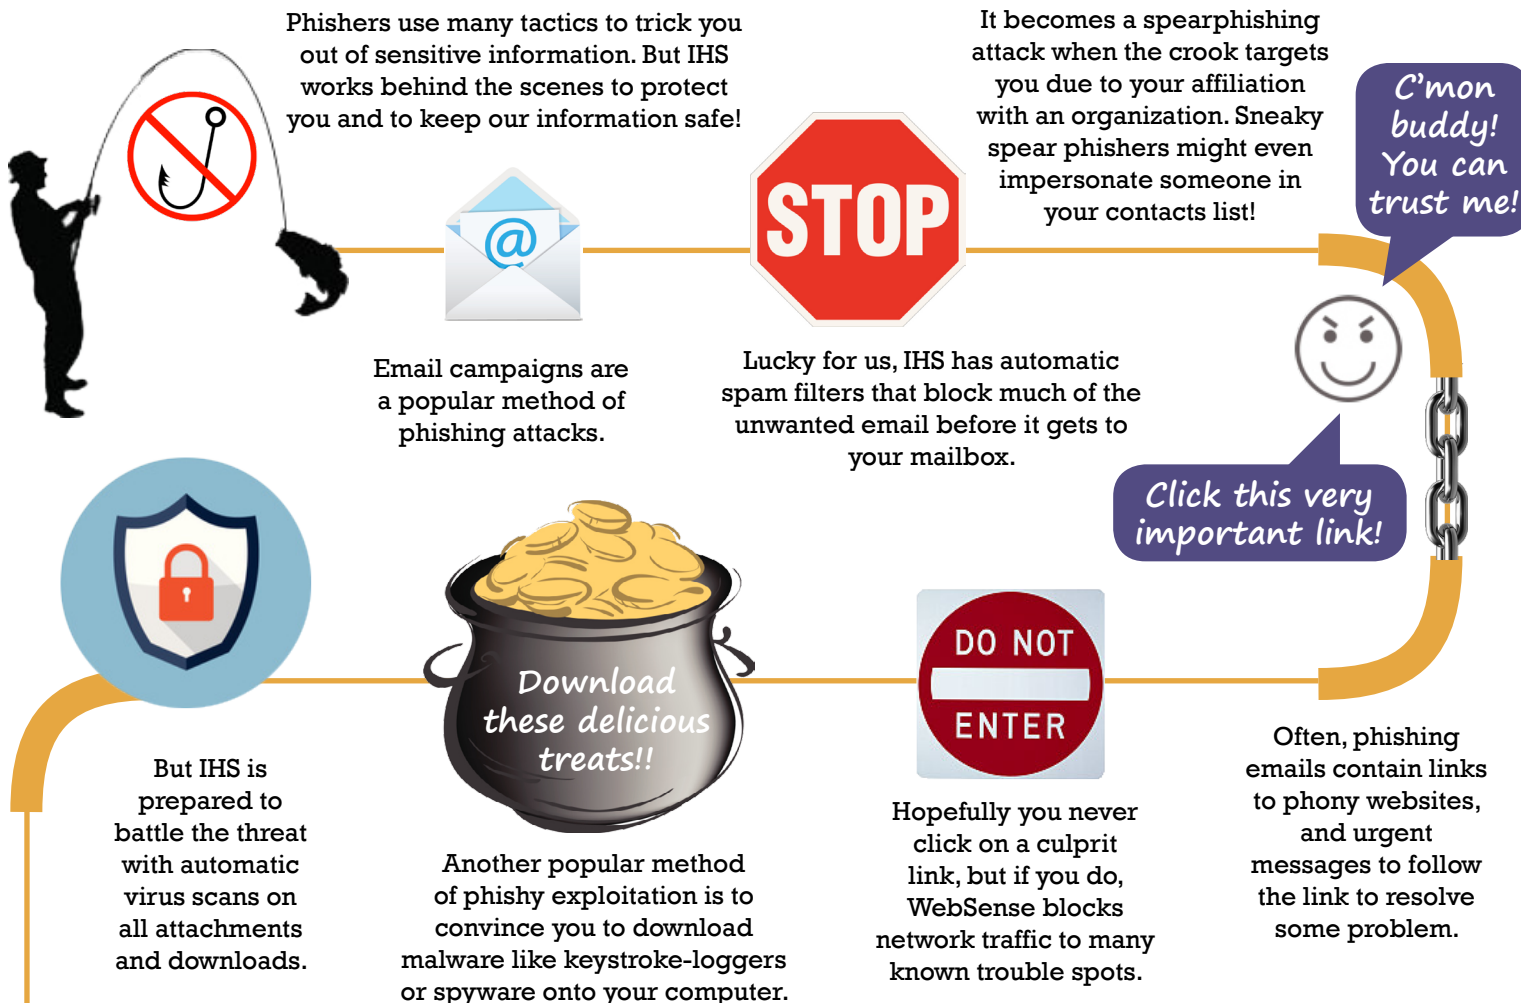 Phishers use many tactics to trick you
out of sensitive information. But IHS
works behind the scenes to protect
you and to keep our information safe!
@
Email campaigns are
a popular method of
phishing attacks.
STOP
Lucky for us, IHS has automatic
spam filters that block much of the
unwanted email before it gets to
your mailbox.
It becomes a spearphishing
attack when the crook targets
you due to your affiliation
with an organization. Sneaky
spear phishers might even
impersonate someone in
your contacts list!
C'mon
buddy!
You can
trust me!
Click this very
important link!
Often, phishing
emails contain links
to phony websites,
and urgent
messages to follow
the link to resolve
some problem.
DO NOT
ENTER
Hopefully you never
click on a culprit
link, but if you do,
WebSense blocks
network traffic to many
known trouble spots.
Download
these delicious
treats!!
Another popular method
of phishy exploitation is to
convince you to download
malware like keystroke-loggers
or spyware onto your computer.
But IHS is
prepared to
battle the threat
with automatic
virus scans on
all attachments
and downloads.